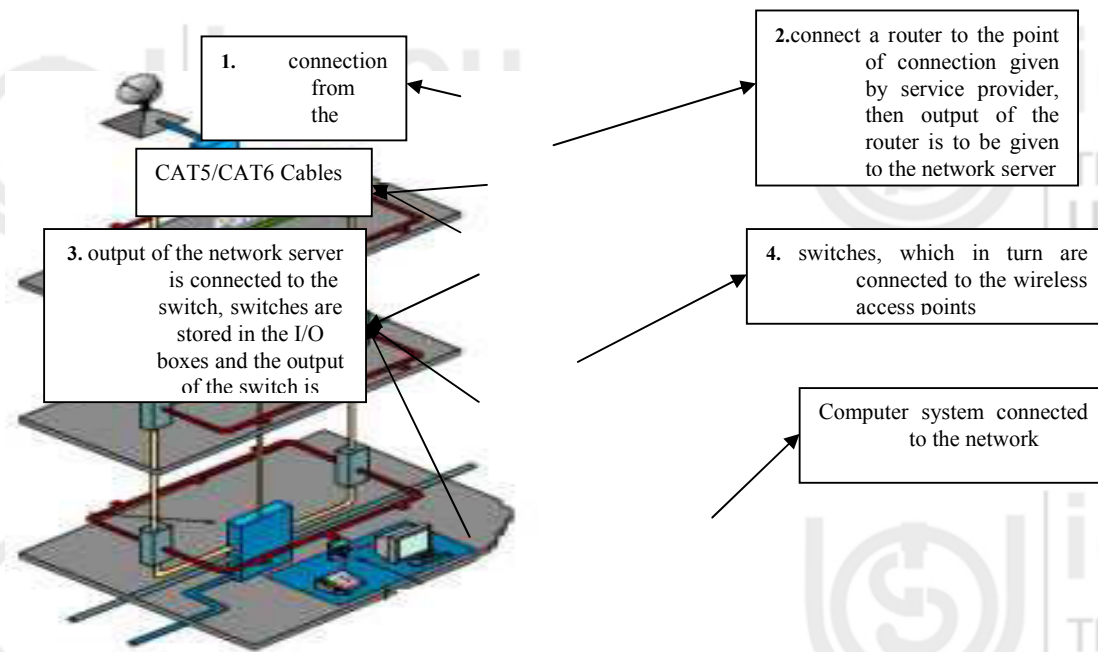 1. connection
from
the
2.connect a router to the point
of connection given
by service provider,
then output of the
router is to be given
to the network server
CAT5/CAT6 Cables
3. output of the network server
is connected to the
switch, switches are
stored in the I/O
boxes and the output
of the switch is
4. switches, which in turn are
connected to the wireless
access points
Computer system connected
to the network